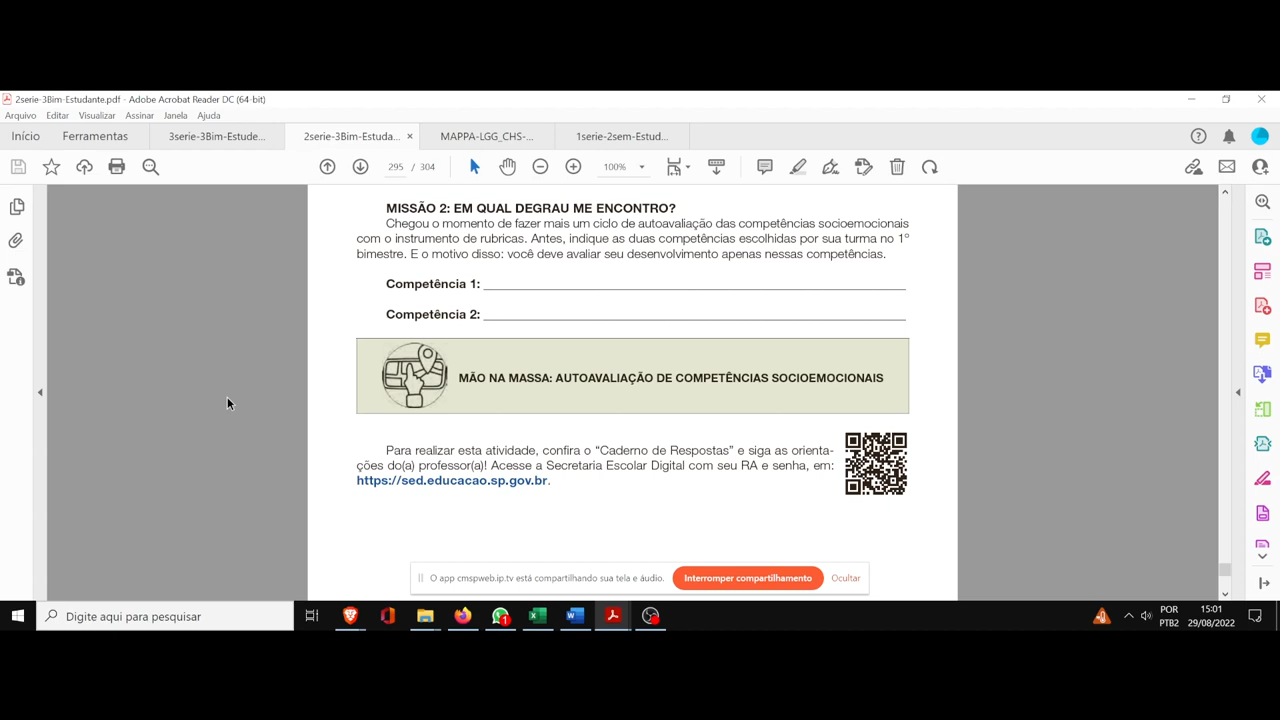 2serie-3Bim-Estudante.pdf - Adobe Acrobat Reader DC (64-bit)
Arquivo Editar Visualizar Assinar Janela Ajuda
Início Ferramentas 3serie-3Bim-Estude... 2serie-3Bim-Estuda... × MAPPA-LGG_CHS-... 1serie-2sem-Estud...
295 / 304 100%
MISSÃO 2: EM QUAL DEGRAU ME ENCONTRO?
Chegou o momento de fazer mais um ciclo de autoavaliação das competências socioemocionais
com o instrumento de rubricas. Antes, indique as duas competências escolhidas por sua turma no 1º
bimestre. E o motivo disso: você deve avaliar seu desenvolvimento apenas nessas competências.
Competência 1:
Competência 2:
MÃO NA MASSA: AUTOAVALIAÇÃO DE COMPETÊNCIAS SOCIOEMOCIONAIS
Para realizar esta atividade, confira o “Caderno de Respostas” e siga as orienta-
ções do(a) professor(a)! Acesse a Secretaria Escolar Digital com seu RA e senha, em:
https://sed.educacao.sp.gov.br.
O app cmspweb.ip.tv está compartilhando sua tela e áudio. Interromper compartilhamento Ocultar
Digite aqui para pesquisar
1
POR 15:01
PTB2 29/08/2022